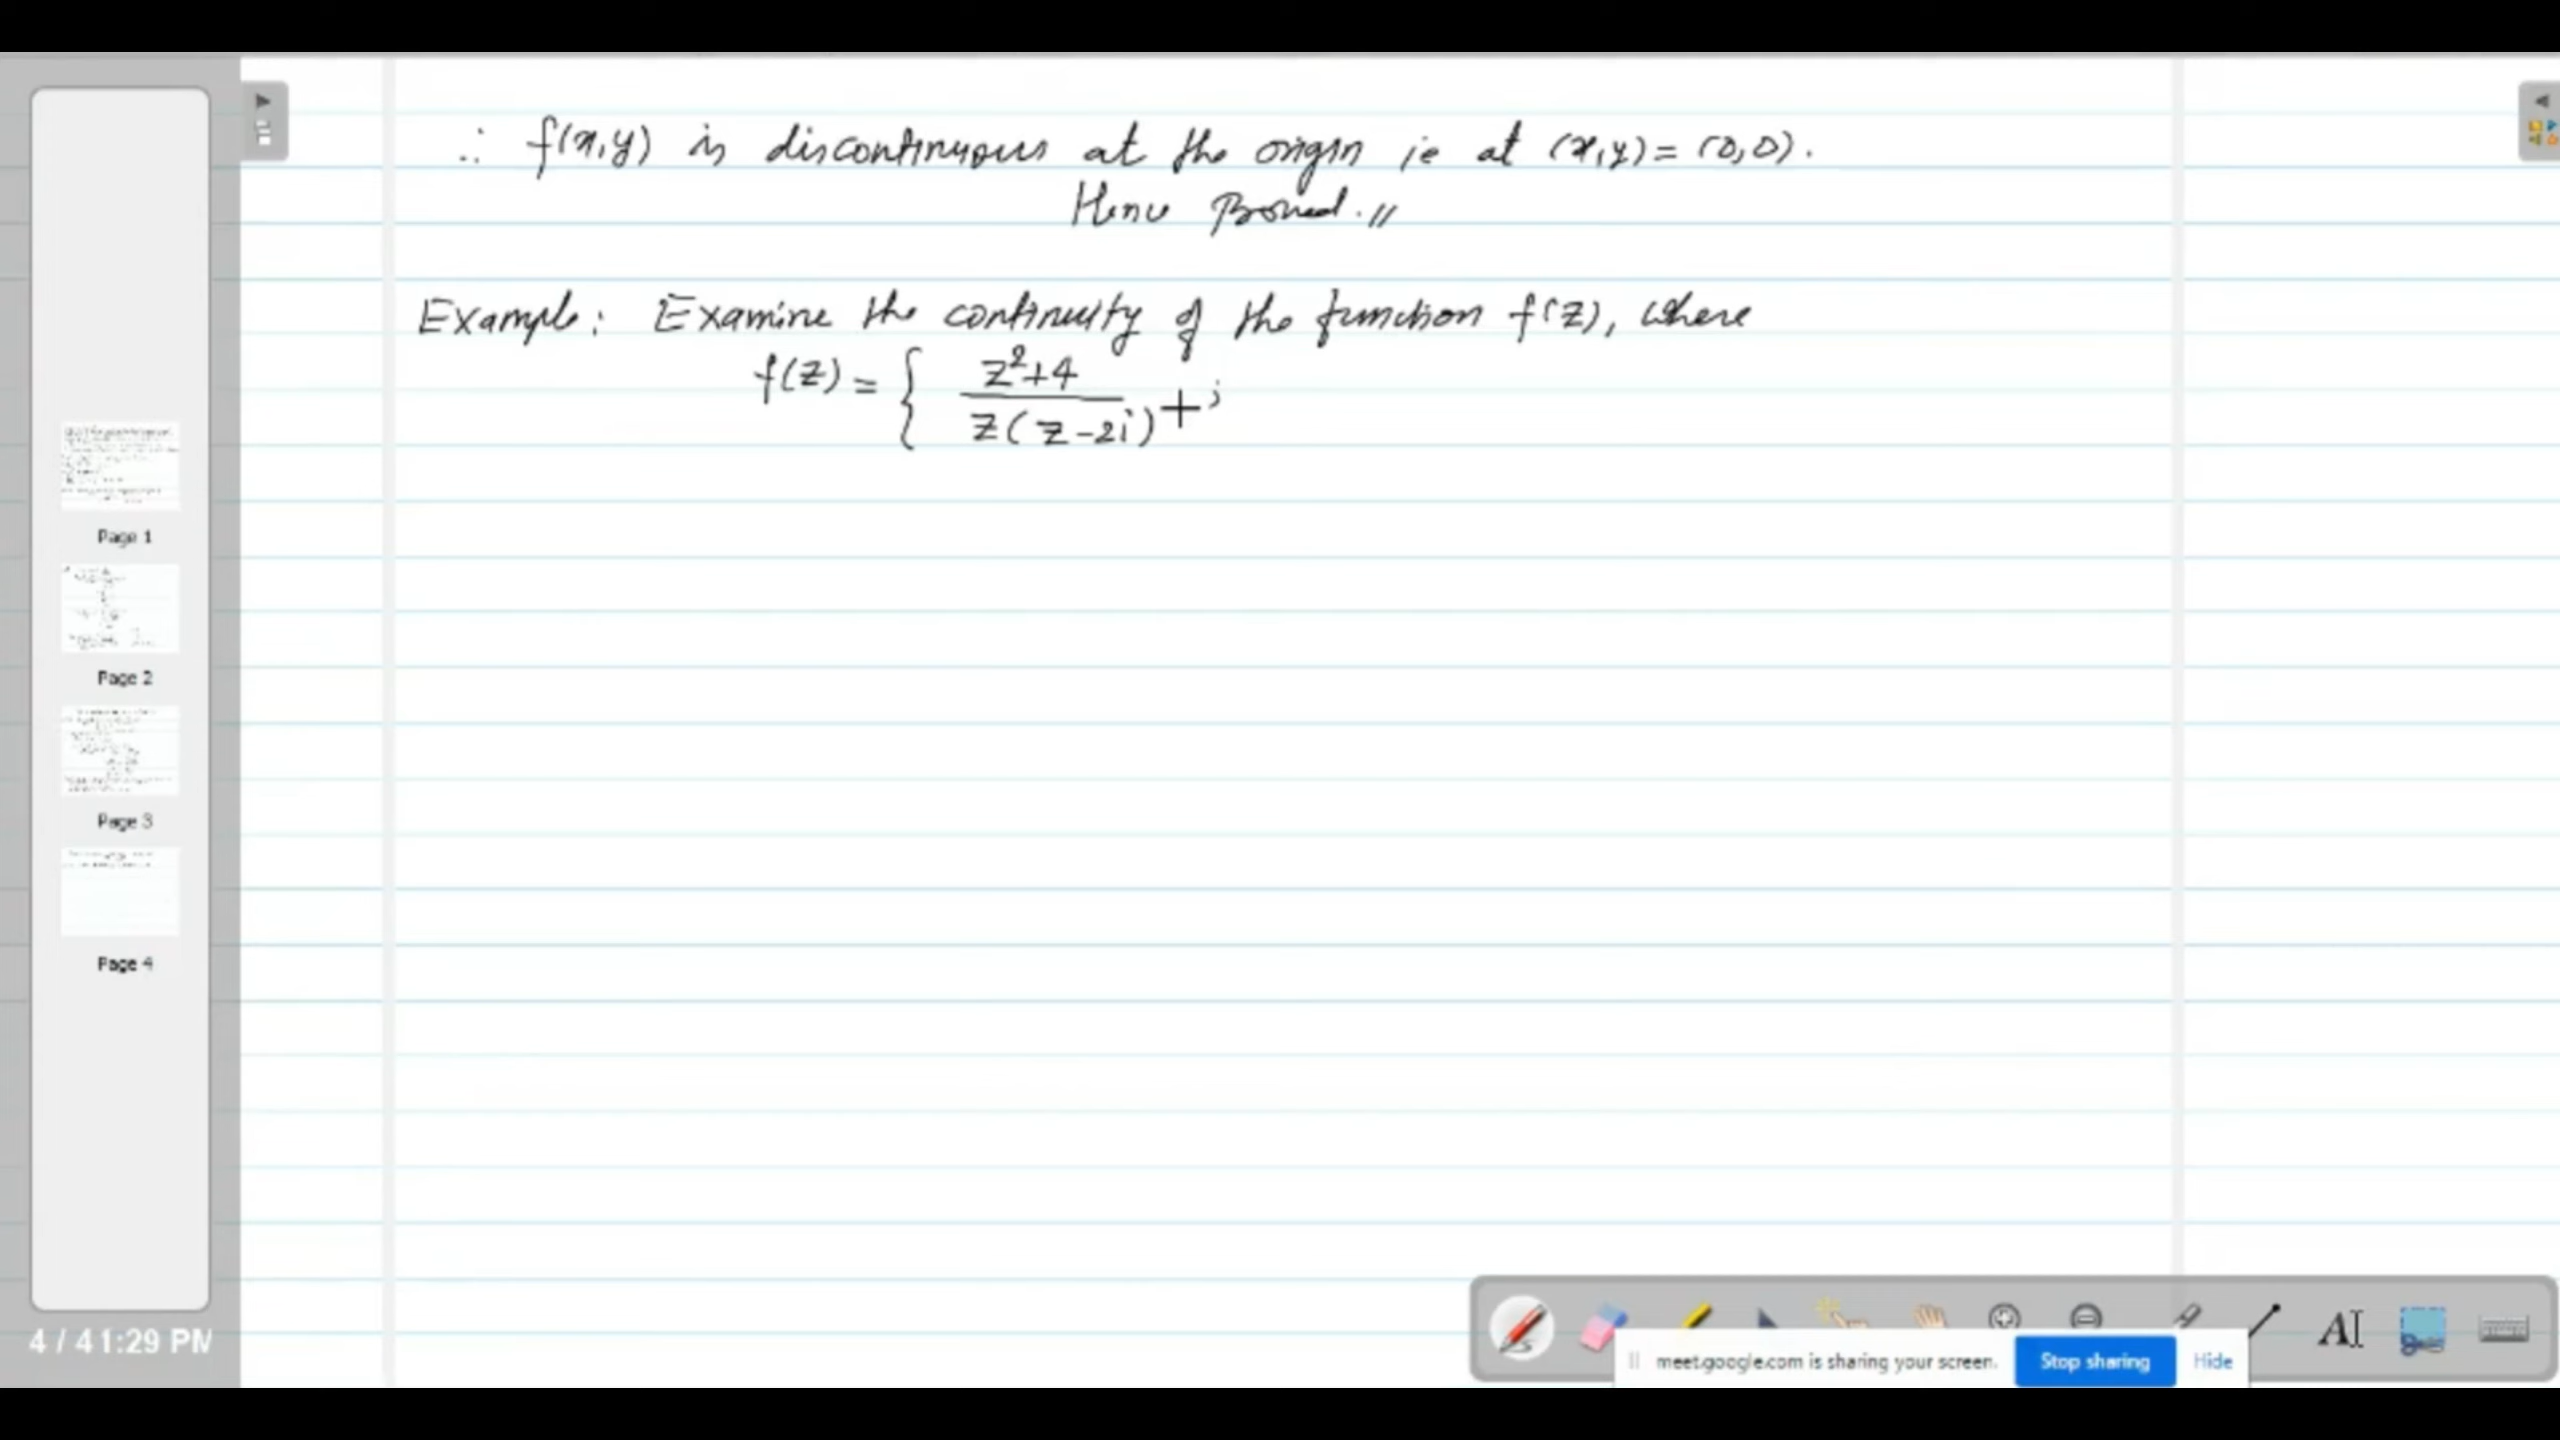 ∴ f(x,y) is discontinuous at the origin ie at (x,y) = (0,0).
Hence Proved.//
Example: Examine the continuity of the function f(z), where
f(z) = { z²+4 / z(z-2i) ;
Page 1
Page 2
Page 3
Page 4
4 / 4 1:29 PM
AI
meet.google.com is sharing your screen.
Stop sharing
Hide